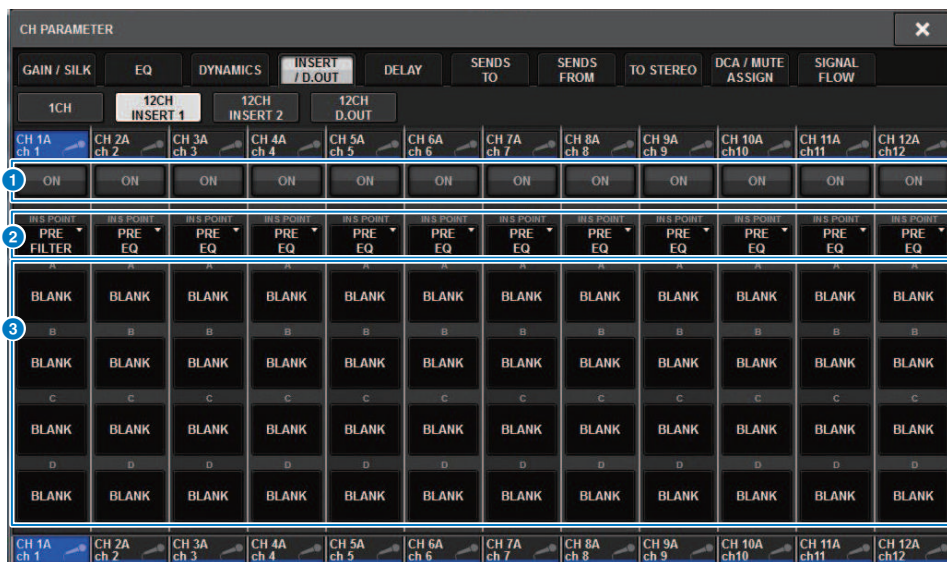 CH PARAMETER
GAIN / SILK EQ DYNAMICS INSERT / D.OUT DELAY SENDS TO SENDS FROM TO STEREO DCA / MUTE ASSIGN SIGNAL FLOW
1CH 12CH INSERT 1 12CH INSERT 2 12CH D.OUT
CH 1A CH 2A CH 3A CH 4A CH 5A CH 6A CH 7A CH 8A CH 9A CH 10A CH 11A CH 12A
ch 1 ch 2 ch 3 ch 4 ch 5 ch 6 ch 7 ch 8 ch 9 ch10 ch11 ch12
1 ON ON ON ON ON ON ON ON ON ON ON ON
INS POINT INS POINT INS POINT INS POINT INS POINT INS POINT INS POINT INS POINT INS POINT INS POINT INS POINT INS POINT
2 PRE PRE PRE PRE PRE PRE PRE PRE PRE PRE PRE PRE
FILTER EQ EQ EQ EQ EQ EQ EQ EQ EQ EQ EQ
A A A A A A A A A A A A
BLANK BLANK BLANK BLANK BLANK BLANK BLANK BLANK BLANK BLANK BLANK BLANK
3 B B B B B B B B B B B B
BLANK BLANK BLANK BLANK BLANK BLANK BLANK BLANK BLANK BLANK BLANK BLANK
C C C C C C C C C C C C
BLANK BLANK BLANK BLANK BLANK BLANK BLANK BLANK BLANK BLANK BLANK BLANK
D D D D D D D D D D D D
BLANK BLANK BLANK BLANK BLANK BLANK BLANK BLANK BLANK BLANK BLANK BLANK
CH 1A CH 2A CH 3A CH 4A CH 5A CH 6A CH 7A CH 8A CH 9A CH 10A CH 11A CH 12A
ch 1 ch 2 ch 3 ch 4 ch 5 ch 6 ch 7 ch 8 ch 9 ch10 ch11 ch12